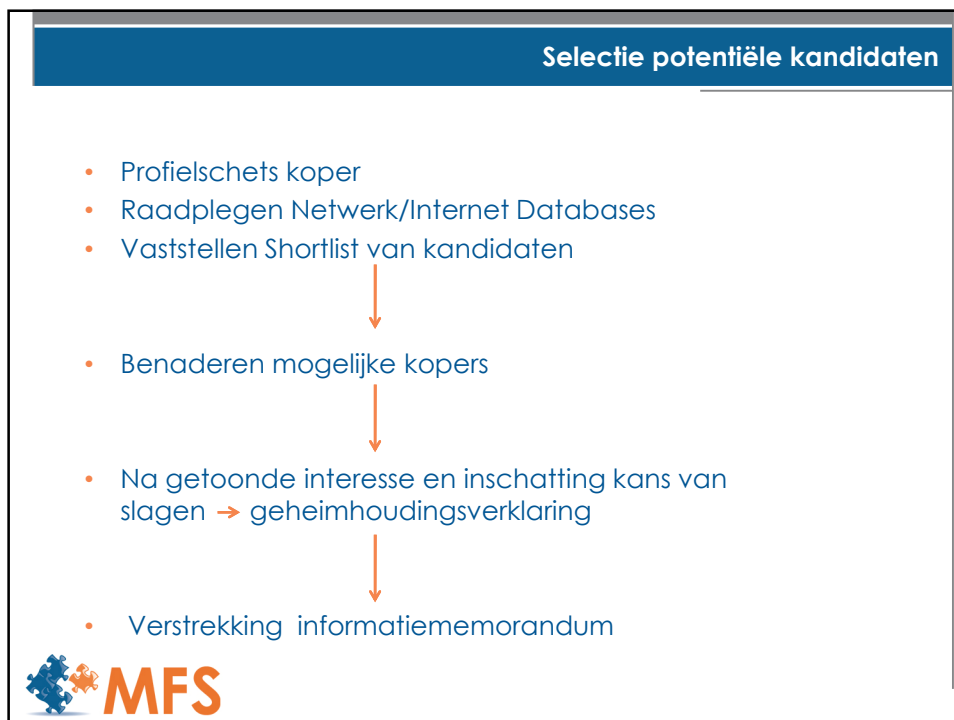 Selectie potentiële kandidaten
• Profielschets koper
• Raadplegen Netwerk/Internet Databases
• Vaststellen Shortlist van kandidaten
• Benaderen mogelijke kopers
• Na getoonde interesse en inschatting kans van
slagen → geheimhoudingsverklaring
• Verstrekking informatiememorandum
MFS